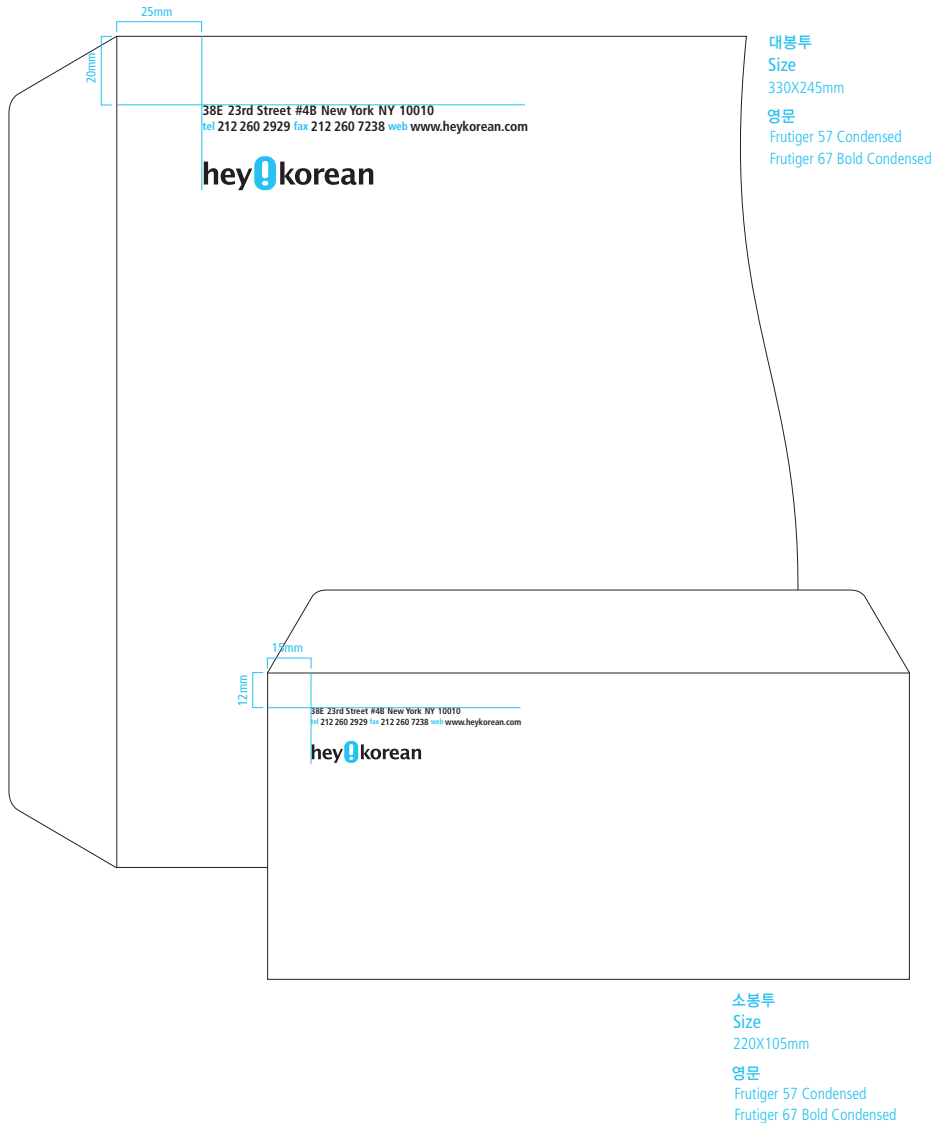 25mm
20mm
38E 23rd Street #4B New York NY 10010
tel 212 260 2929 fax 212 260 7238 web www.heykorean.com
hey!korean
대봉투
Size
330X245mm
영문
Frutiger 57 Condensed
Frutiger 67 Bold Condensed
15mm
12mm
38E 23rd Street #4B New York NY 10010
tel 212 260 2929 fax 212 260 7238 web www.heykorean.com
hey!korean
소봉투
Size
220X105mm
영문
Frutiger 57 Condensed
Frutiger 67 Bold Condensed